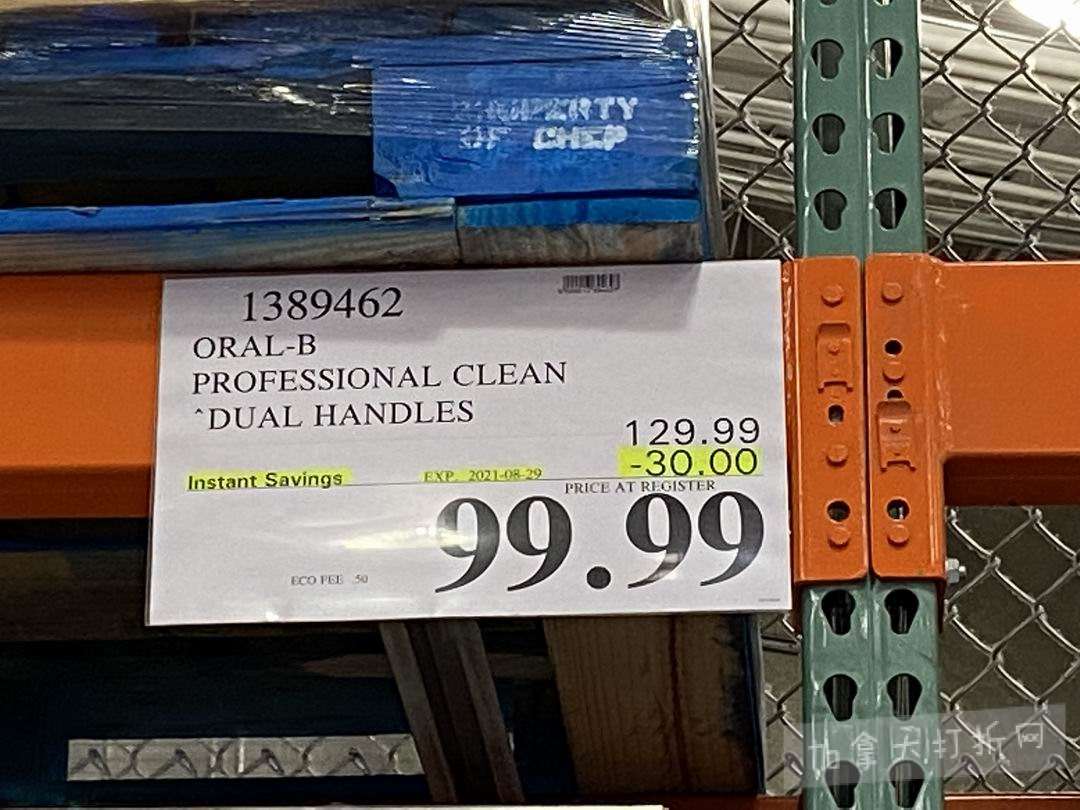 PROPERTY
OF CHEP
1389462
ORAL-B
PROFESSIONAL CLEAN
^DUAL HANDLES
129.99
-30.00
Instant Savings EXP. 2021-08-29
PRICE AT REGISTER
99.99
ECO FEE .50
加拿大打折网